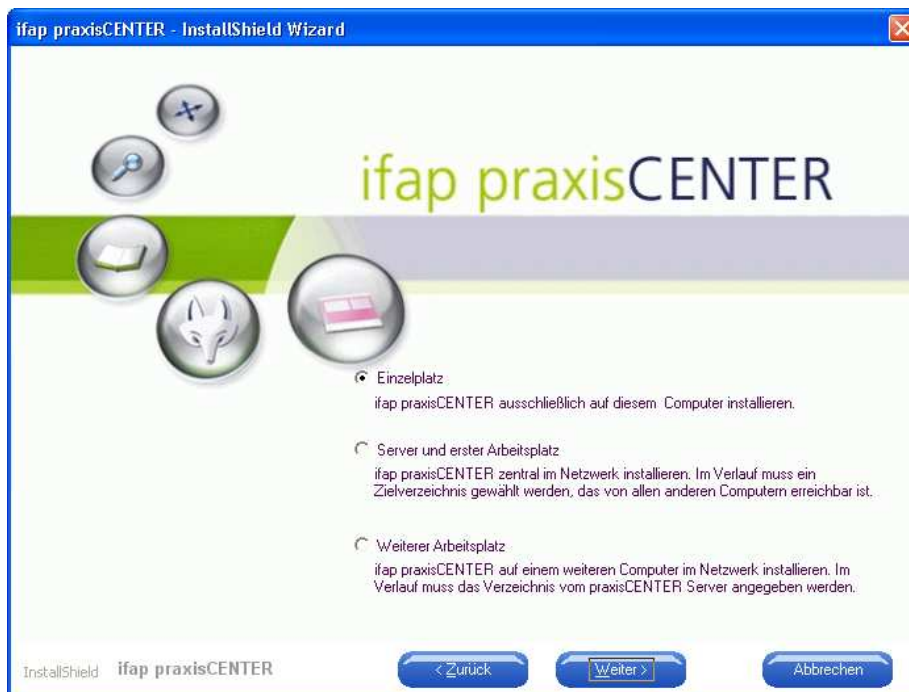 ifap praxisCENTER - InstallShield Wizard
ifap praxisCENTER
Einzelplatz
ifap praxisCENTER ausschließlich auf diesem Computer installieren.
Server und erster Arbeitsplatz
ifap praxisCENTER zentral im Netzwerk installieren. Im Verlauf muss ein
Zielverzeichnis gewählt werden, das von allen anderen Computern erreichbar ist.
Weiterer Arbeitsplatz
ifap praxisCENTER auf einem weiteren Computer im Netzwerk installieren. Im
Verlauf muss das Verzeichnis vom praxisCENTER Server angegeben werden.
InstallShield ifap praxisCENTER < Zurück Weiter > Abbrechen